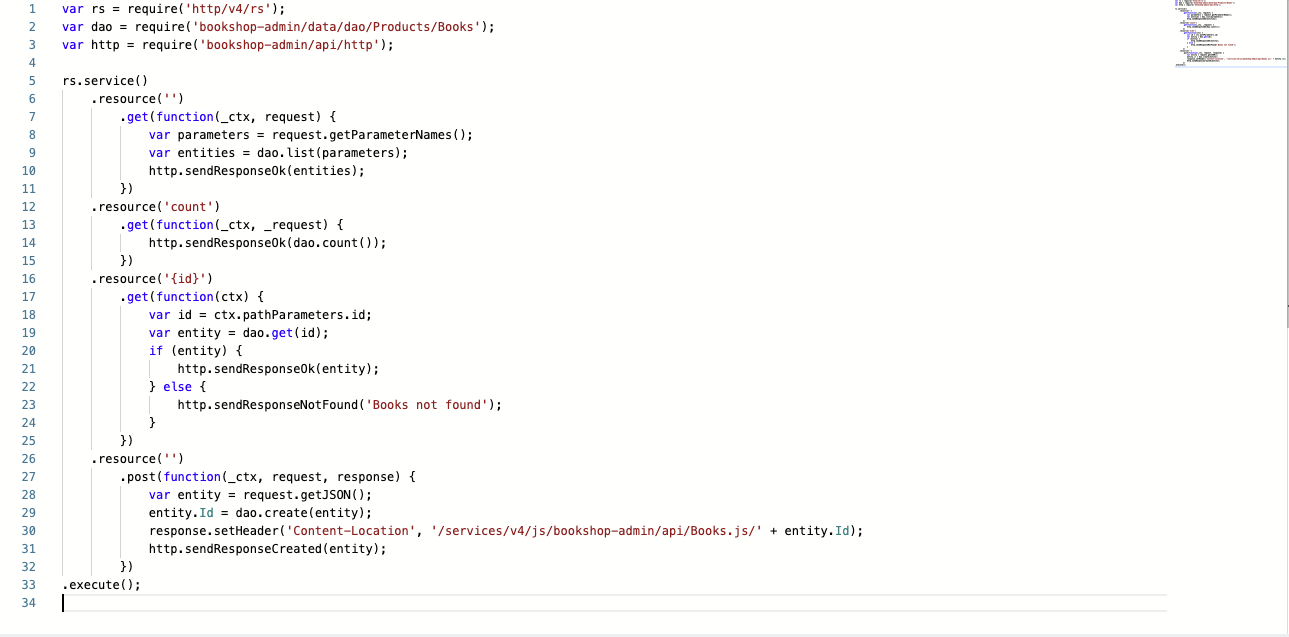 1 var rs = require('http/v4/rs');
2 var dao = require('bookshop-admin/data/dao/Products/Books');
3 var http = require('bookshop-admin/api/http');
4
5 rs.service()
6     .resource('')
7         .get(function(_ctx, request) {
8             var parameters = request.getParameterNames();
9             var entities = dao.list(parameters);
10             http.sendResponseOk(entities);
11         })
12     .resource('count')
13         .get(function(_ctx, _request) {
14             http.sendResponseOk(dao.count());
15         })
16     .resource('{id}')
17         .get(function(ctx) {
18             var id = ctx.pathParameters.id;
19             var entity = dao.get(id);
20             if (entity) {
21                 http.sendResponseOk(entity);
22             } else {
23                 http.sendResponseNotFound('Books not found');
24             }
25         })
26     .resource('')
27         .post(function(_ctx, request, response) {
28             var entity = request.getJSON();
29             entity.Id = dao.create(entity);
30             response.setHeader('Content-Location', '/services/v4/js/bookshop-admin/api/Books.js/' + entity.Id);
31             http.sendResponseCreated(entity);
32         })
33 .execute();
34